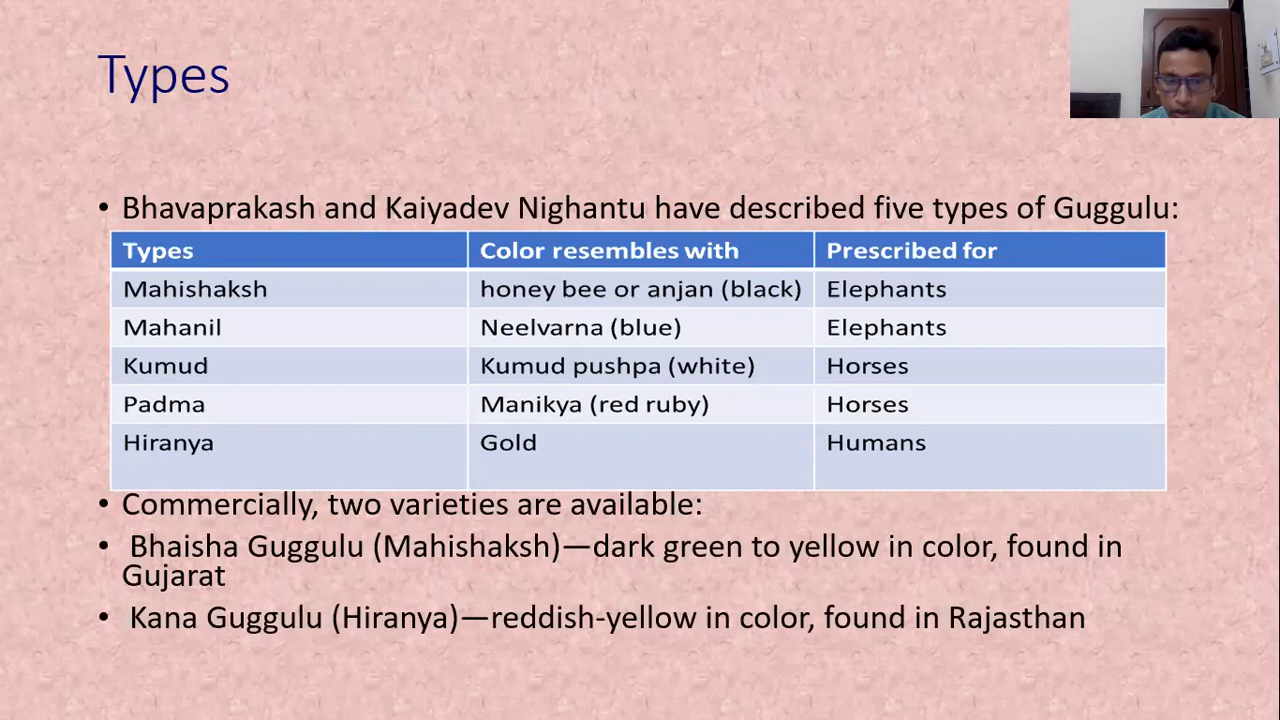 Types
• Bhavaprakash and Kaiyadev Nighantu have described five types of Guggulu:
Types Color resembles with Prescribed for
Mahishaksh honey bee or anjan (black) Elephants
Mahanil Neelvarna (blue) Elephants
Kumud Kumud pushpa (white) Horses
Padma Manikya (red ruby) Horses
Hiranya Gold Humans
• Commercially, two varieties are available:
• Bhaisha Guggulu (Mahishaksh)—dark green to yellow in color, found in
Gujarat
• Kana Guggulu (Hiranya)—reddish-yellow in color, found in Rajasthan